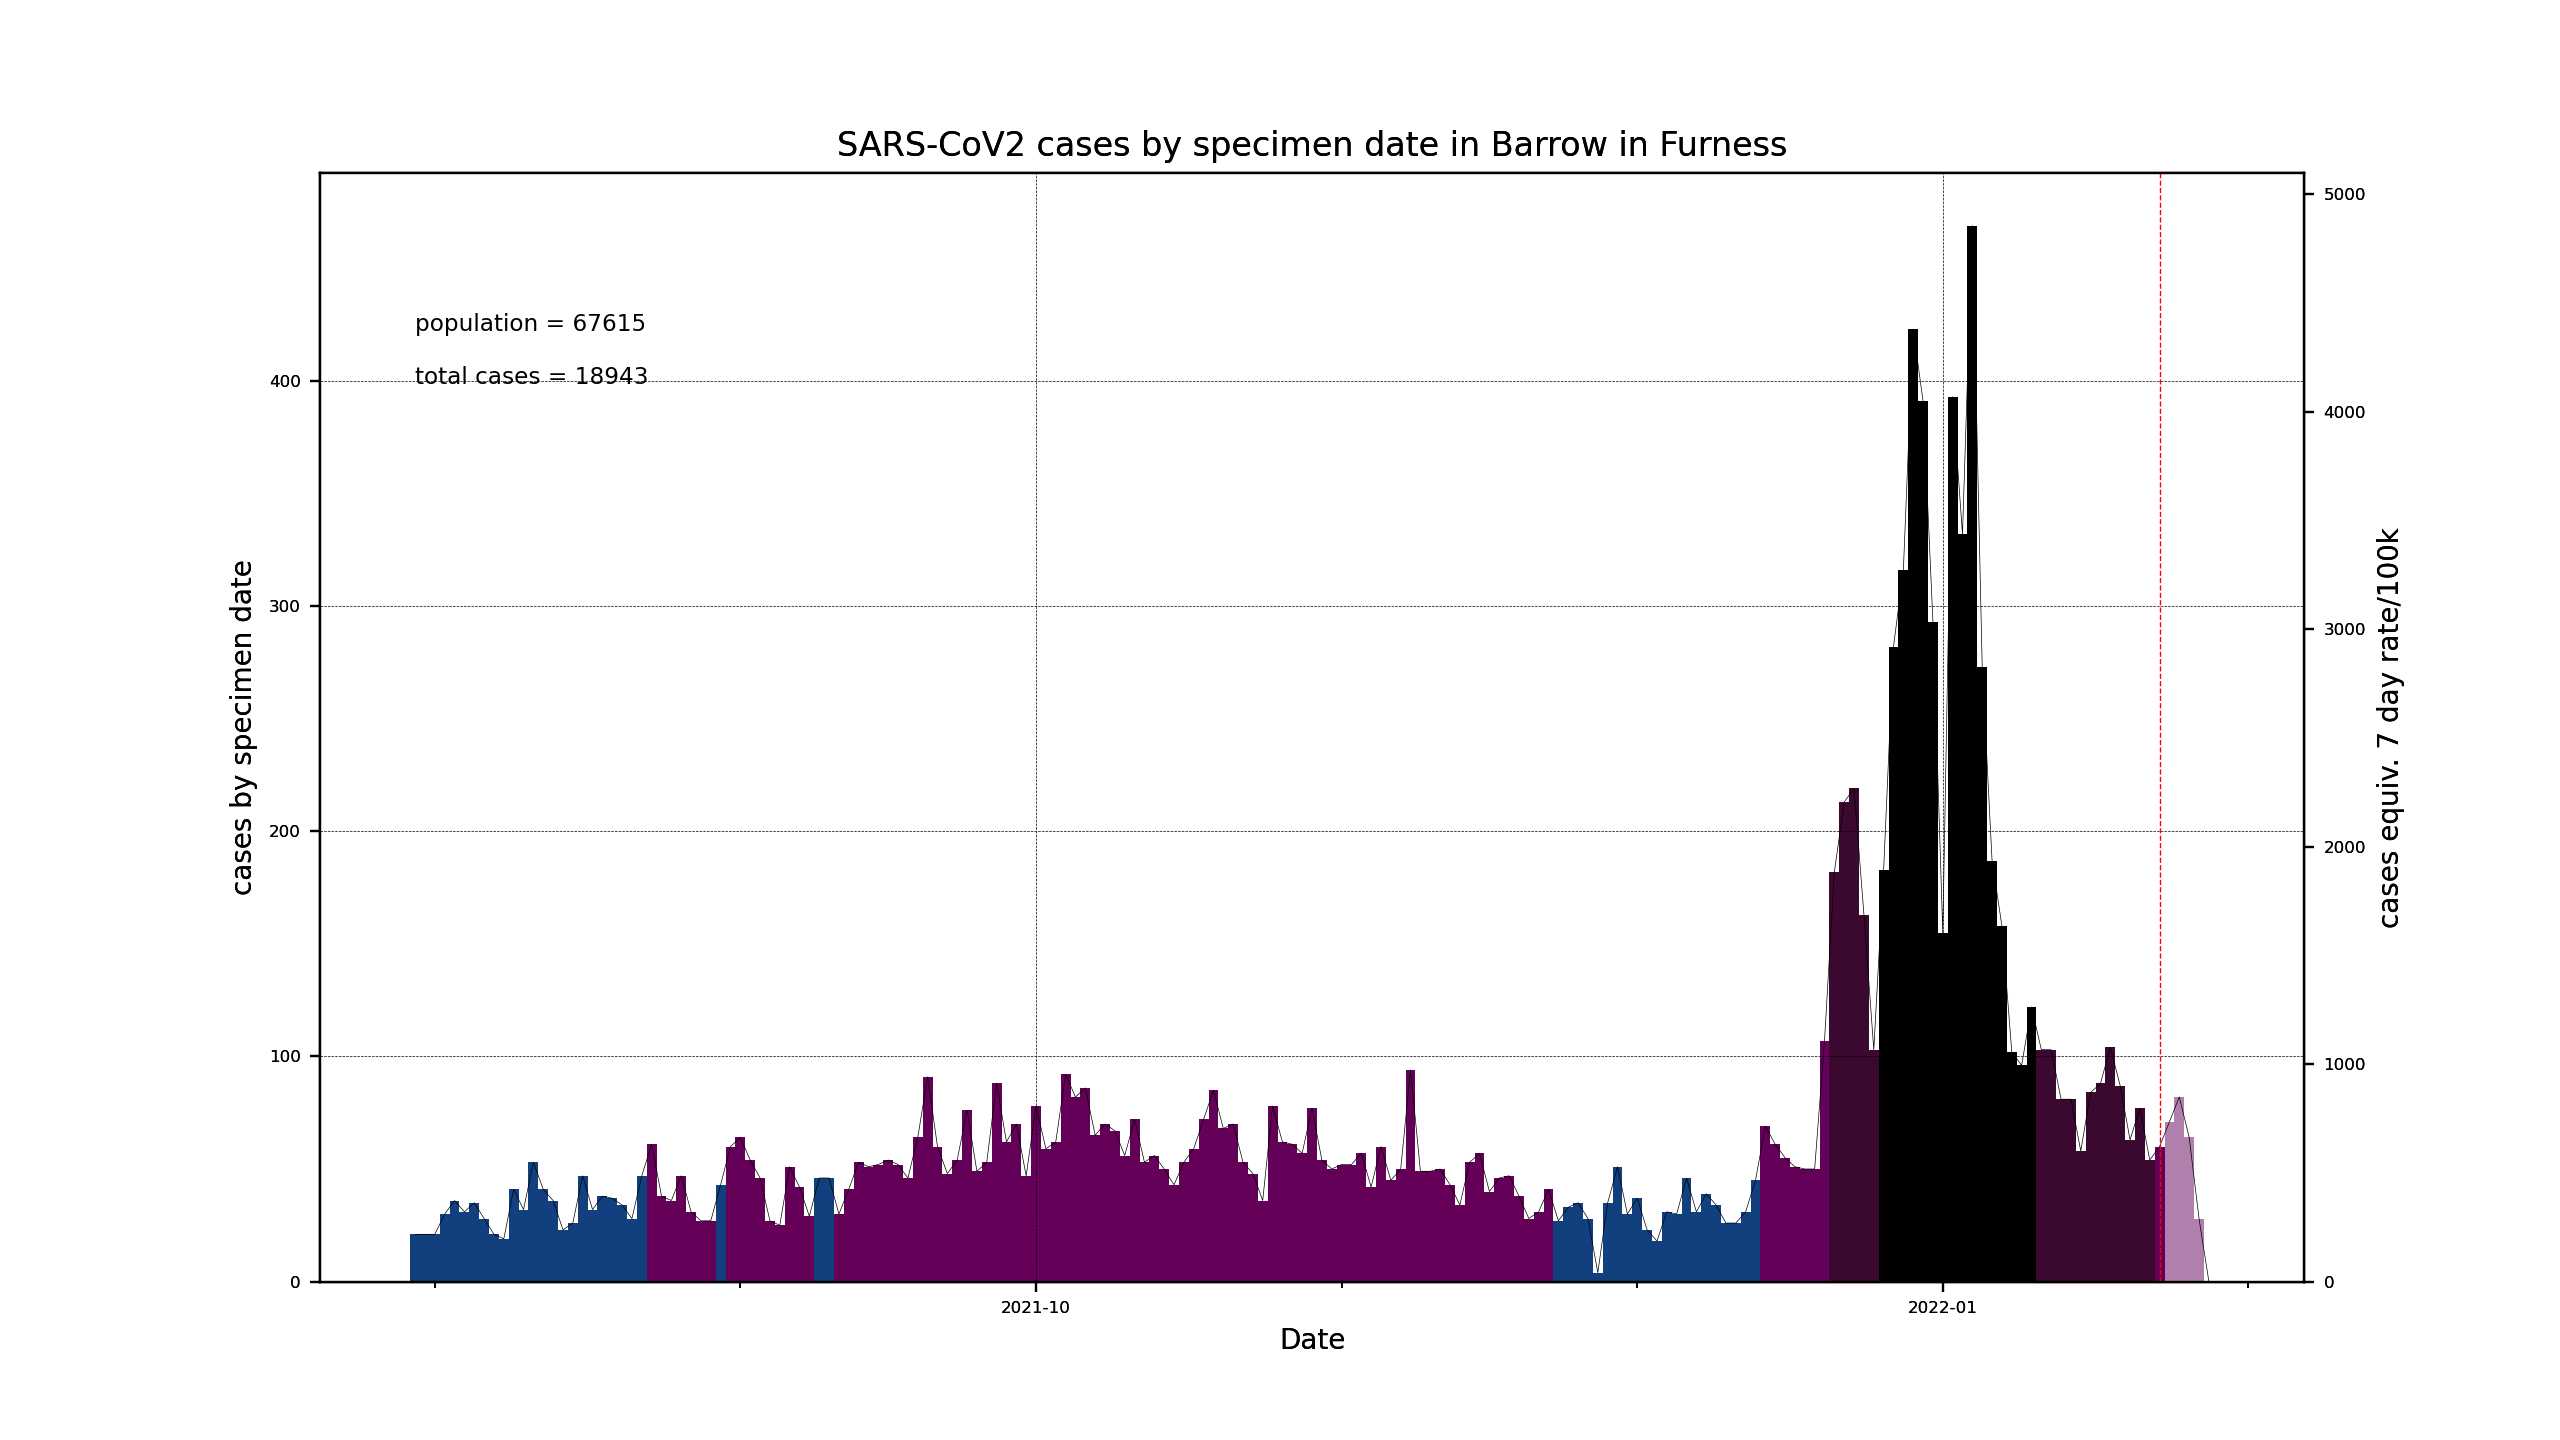 SARS-CoV2 cases by specimen date in Barrow in Furness
population = 67615
total cases = 18943
cases by specimen date
400
300
200
100
0
5000
4000
3000
2000
1000
0
cases equiv. 7 day rate/100k
2021-10
2022-01
Date